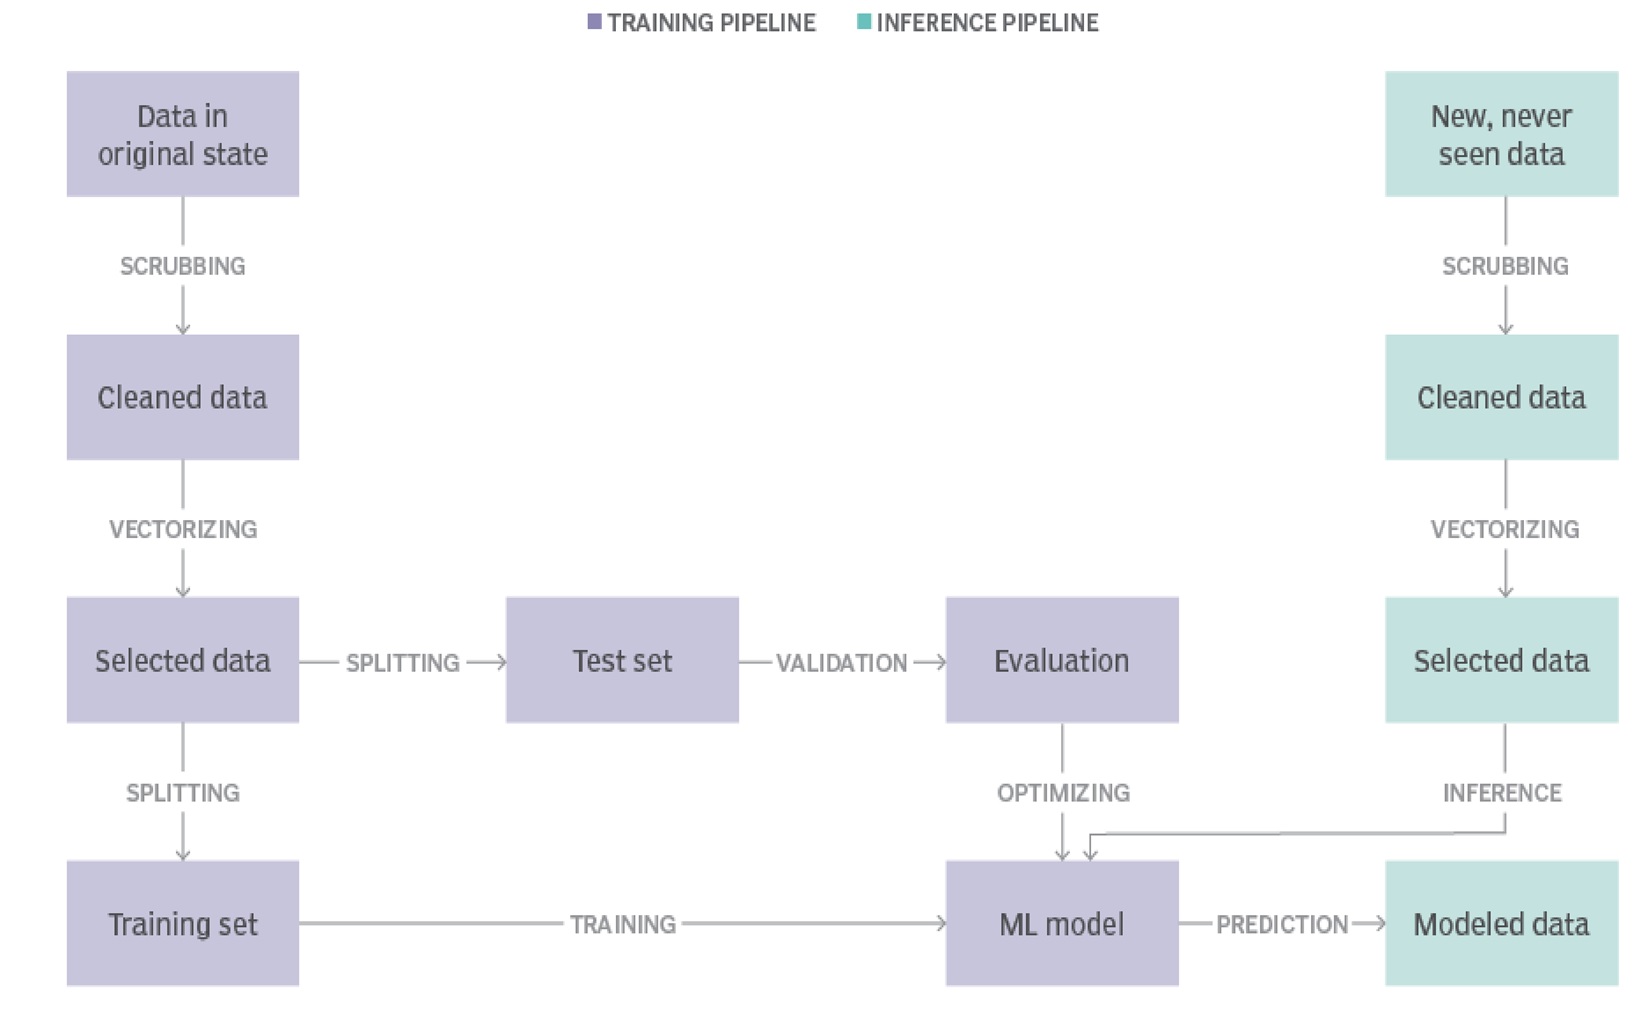 TRAINING PIPELINE
INFERENCE PIPELINE
Data in
original state
New, never
seen data
SCRUBBING
SCRUBBING
Cleaned data
Cleaned data
VECTORIZING
VECTORIZING
Selected data
SPLITTING
Test set
VALIDATION
Evaluation
Selected data
SPLITTING
OPTIMIZING
INFERENCE
Training set
TRAINING
ML model
PREDICTION
Modeled data